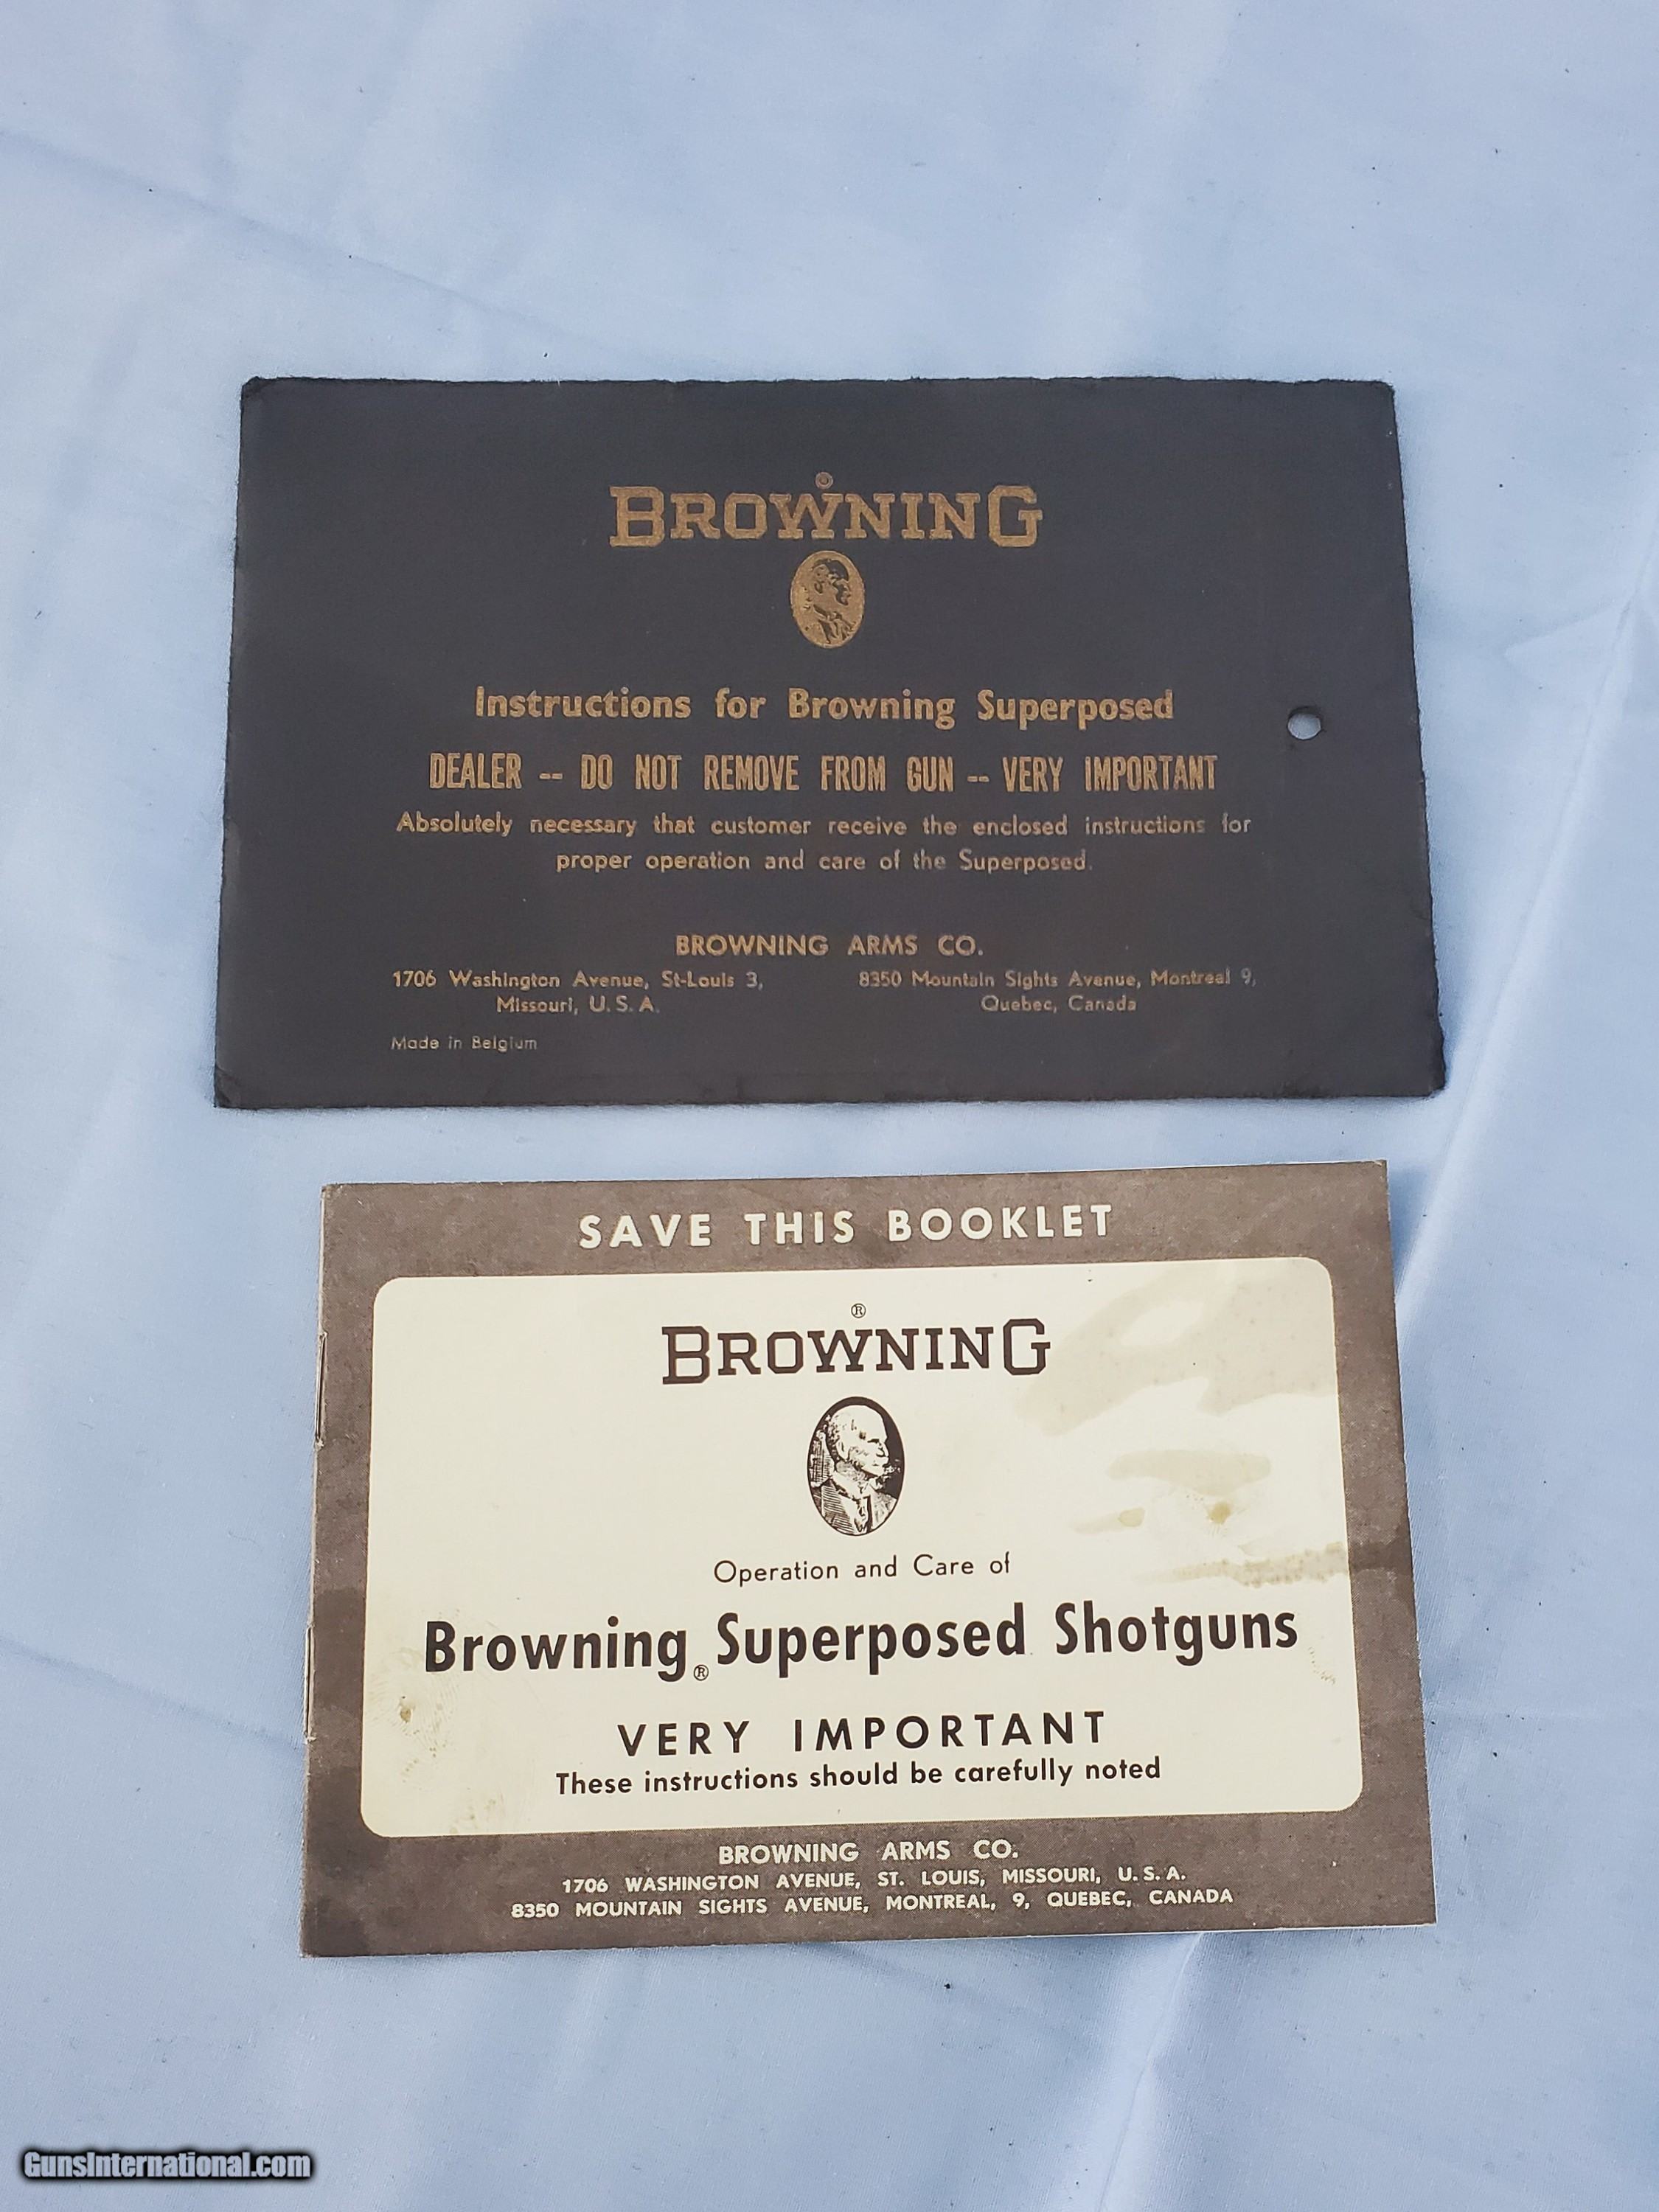 ®
BROWNING
Instructions for Browning Superposed
DEALER -- DO NOT REMOVE FROM GUN -- VERY IMPORTANT
Absolutely necessary that customer receive the enclosed instructions for
proper operation and care of the Superposed.
BROWNING ARMS CO.
1706 Washington Avenue, St-Louis 3,
Missouri, U. S. A.
8350 Mountain Sights Avenue, Montreal 9,
Quebec, Canada
Made in Belgium
SAVE THIS BOOKLET
®
BROWNING
Operation and Care of
Browning® Superposed Shotguns
VERY IMPORTANT
These instructions should be carefully noted
BROWNING ARMS CO.
1706 WASHINGTON AVENUE, ST. LOUIS, MISSOURI, U. S. A.
8350 MOUNTAIN SIGHTS AVENUE, MONTREAL, 9, QUEBEC, CANADA
GunsInternational.com